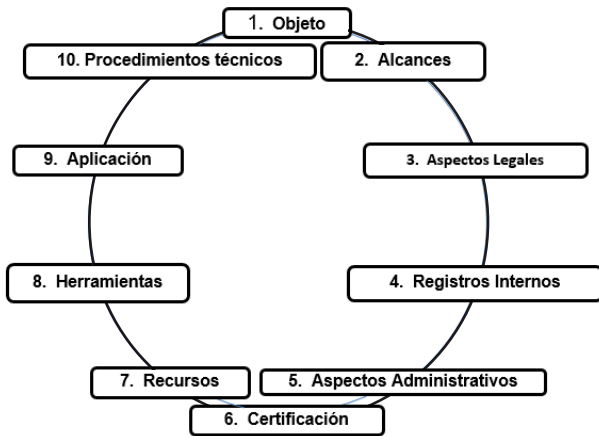 1. Objeto
2. Alcances
3. Aspectos Legales
4. Registros Internos
5. Aspectos Administrativos
6. Certificación
7. Recursos
8. Herramientas
9. Aplicación
10. Procedimientos técnicos